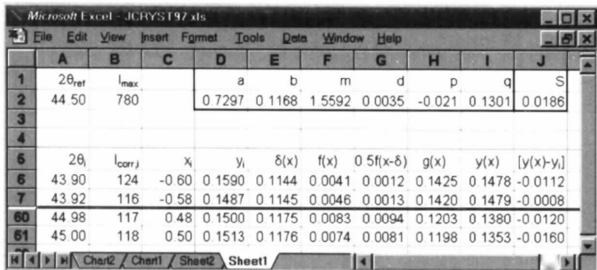 Microsoft Excel - JCRYST97.xls
File Edit View Insert Format Tools Data Window Help
A B C D E F G H I J
1 2θref Imax a b m d p q S
2 44 50 780 0 7297 0 1168 1 5592 0 0035 -0 021 0 1301 0 0186
3
4
5 2θi Icorr,i xi yi δ(x) f(x) 0 5f(x-δ) g(x) y(x) [y(x)-yi]
6 43 90 124 -0 60 0 1590 0 1144 0 0041 0 0012 0 1425 0 1478 -0 0112
7 43 92 116 -0 58 0 1487 0 1145 0 0046 0 0013 0 1420 0 1479 -0 0008
60 44 98 117 0 48 0 1500 0 1175 0 0083 0 0094 0 1203 0 1380 -0 0120
61 45.00 118 0 50 0 1513 0 1176 0 0074 0 0081 0 1198 0 1353 -0 0160
Chart2 Chart1 Sheet2 Sheet1